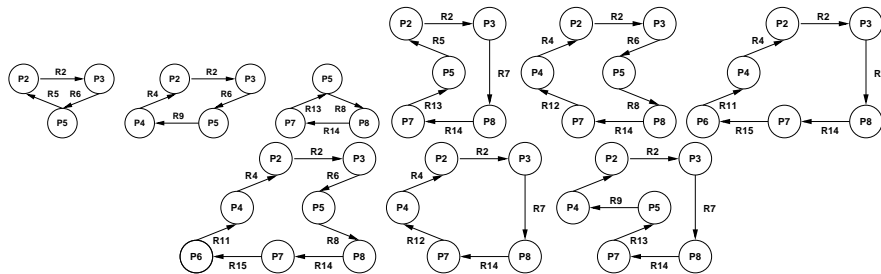 P2 R2 P3
R5 R6
P5
P2 R2 P3
R4 R6
P4 R9 P5
P5
R13 R8
P7 R14 P8
P2 R2 P3
R5
P5 R7
R13
P7 R14 P8
P2 R2 P3
R4 R6
P4 P5
R12 R8
P7 R14 P8
P2 R2 P3
R4
P4 R
R11
P6 R15 P7 R14 P8
P2 R2 P3
R4 R6
P4 P5
R11 R8
P6 R15 P7 R14 P8
P2 R2 P3
R4
P4 R7
R12
P7 R14 P8
P2 R2 P3
P4 R9 P5 R7
R13
P7 R14 P8